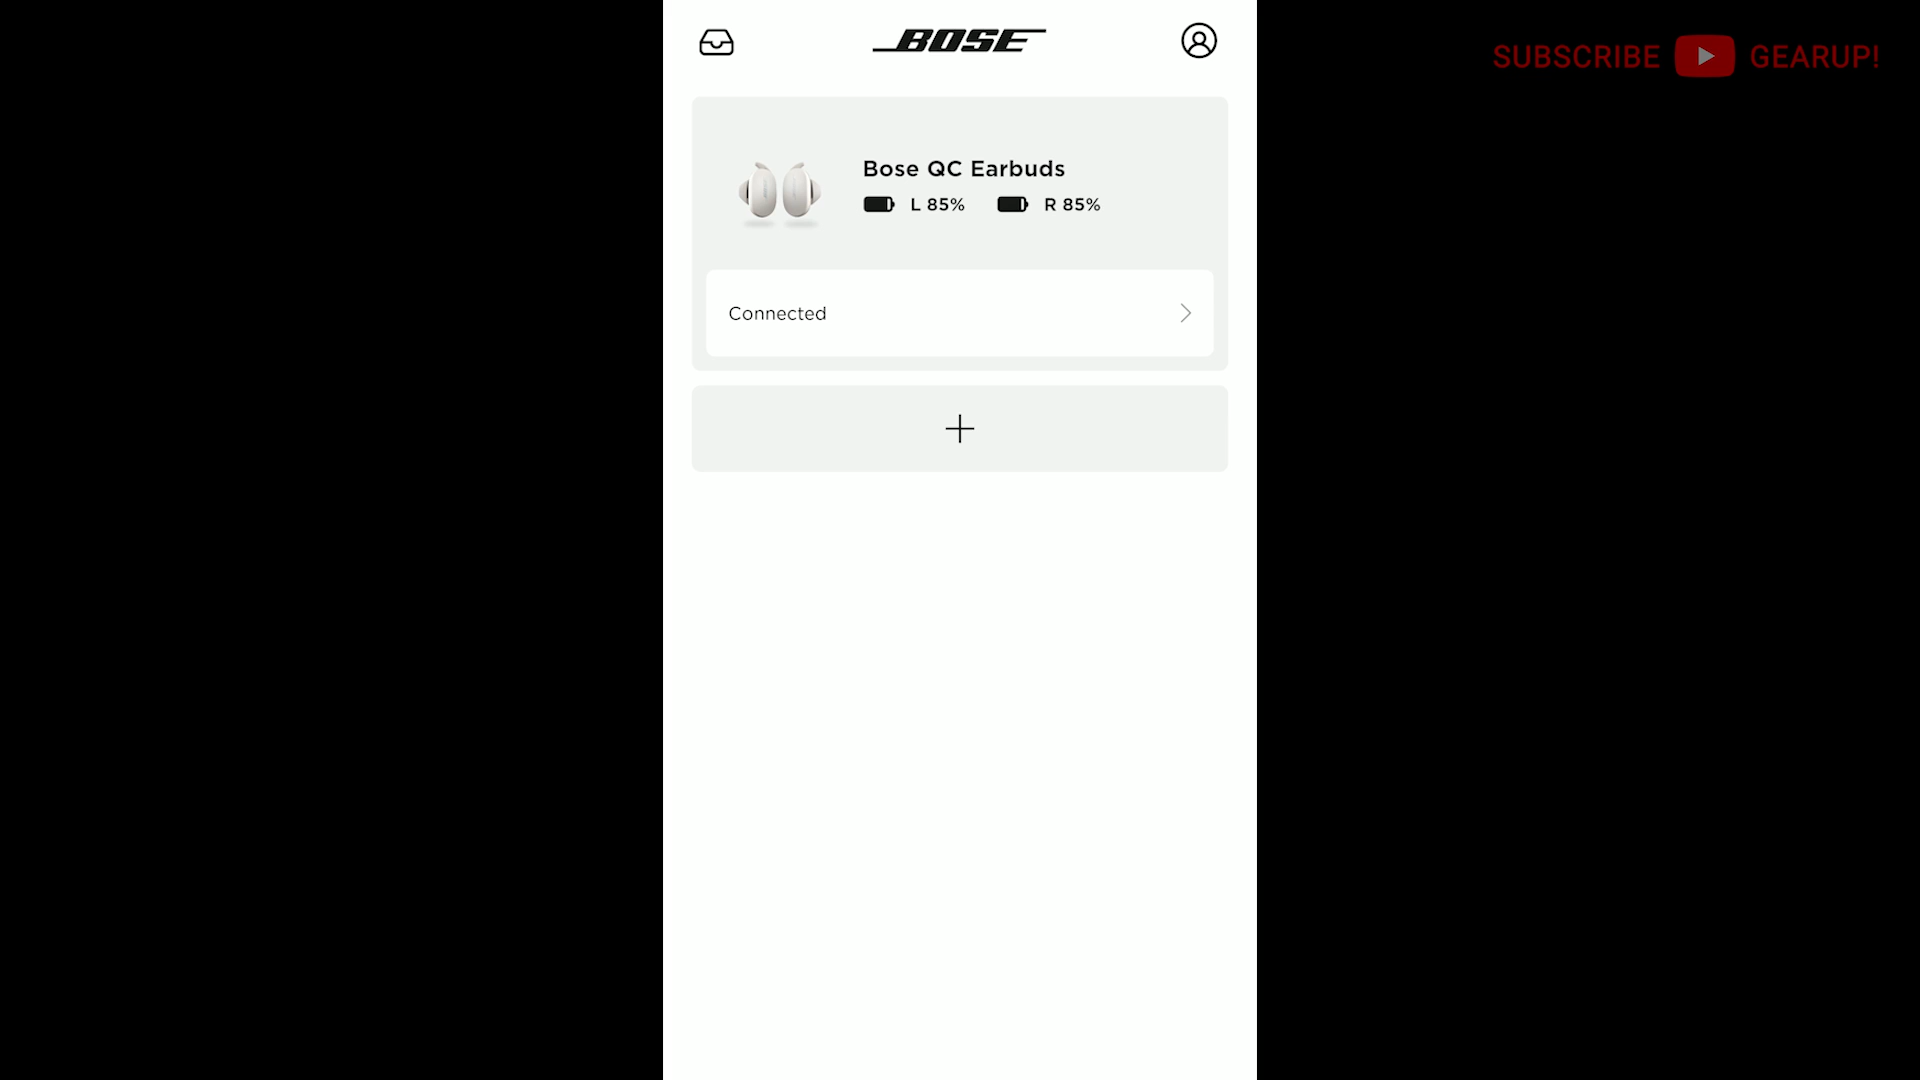 BOSE
SUBSCRIBE GEARUP!
Bose QC Earbuds
L 85% R 85%
Connected